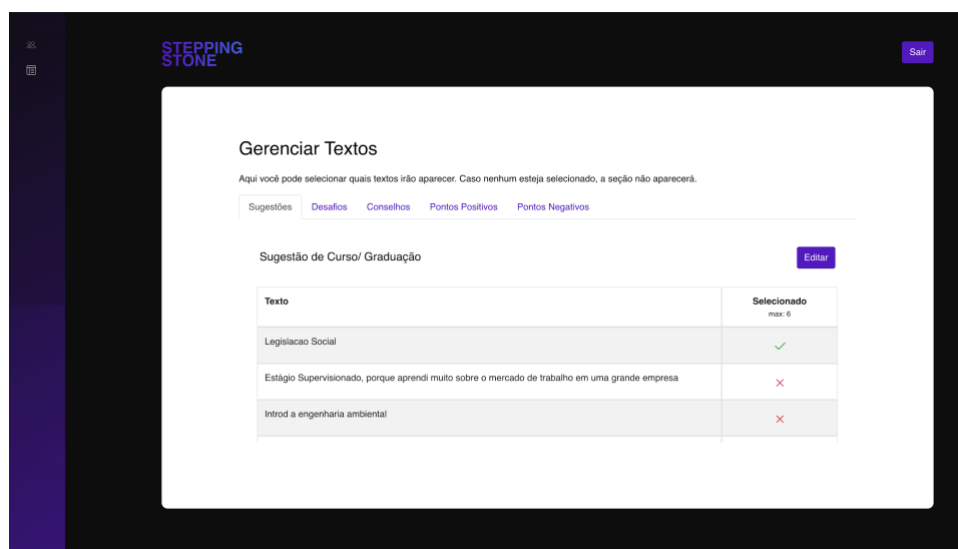 STEPPING
STONE
Sair
Gerenciar Textos
Aqui você pode selecionar quais textos irão aparecer. Caso nenhum esteja selecionado, a seção não aparecerá.
Sugestões Desafios Conselhos Pontos Positivos Pontos Negativos
Sugestão de Curso/ Graduação
Editar
Texto
Selecionado
max: 6
Legislacao Social
Estágio Supervisionado, porque aprendi muito sobre o mercado de trabalho em uma grande empresa
Introd a engenharia ambiental